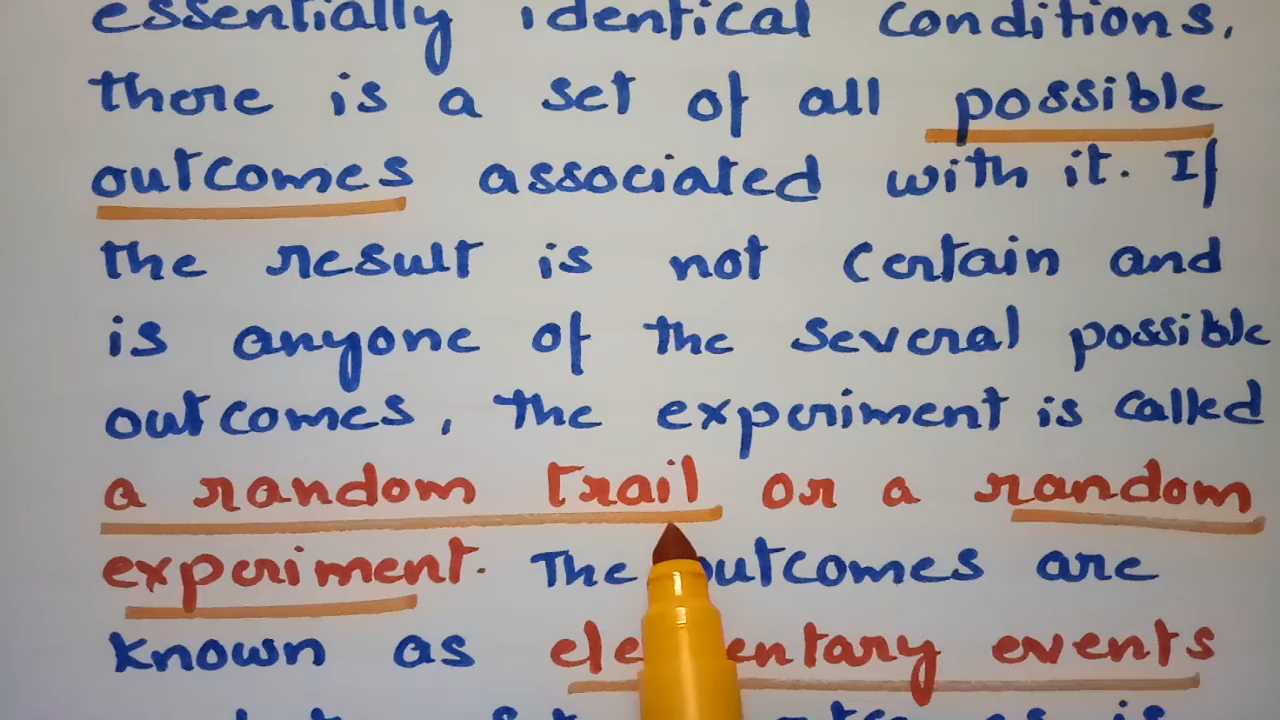 essentially identical conditions,
there is a set of all possible
outcomes associated with it. If
the result is not certain and
is anyone of the several possible
outcomes, the experiment is called
a random trail or a random
experiment. The outcomes are
known as elementary events